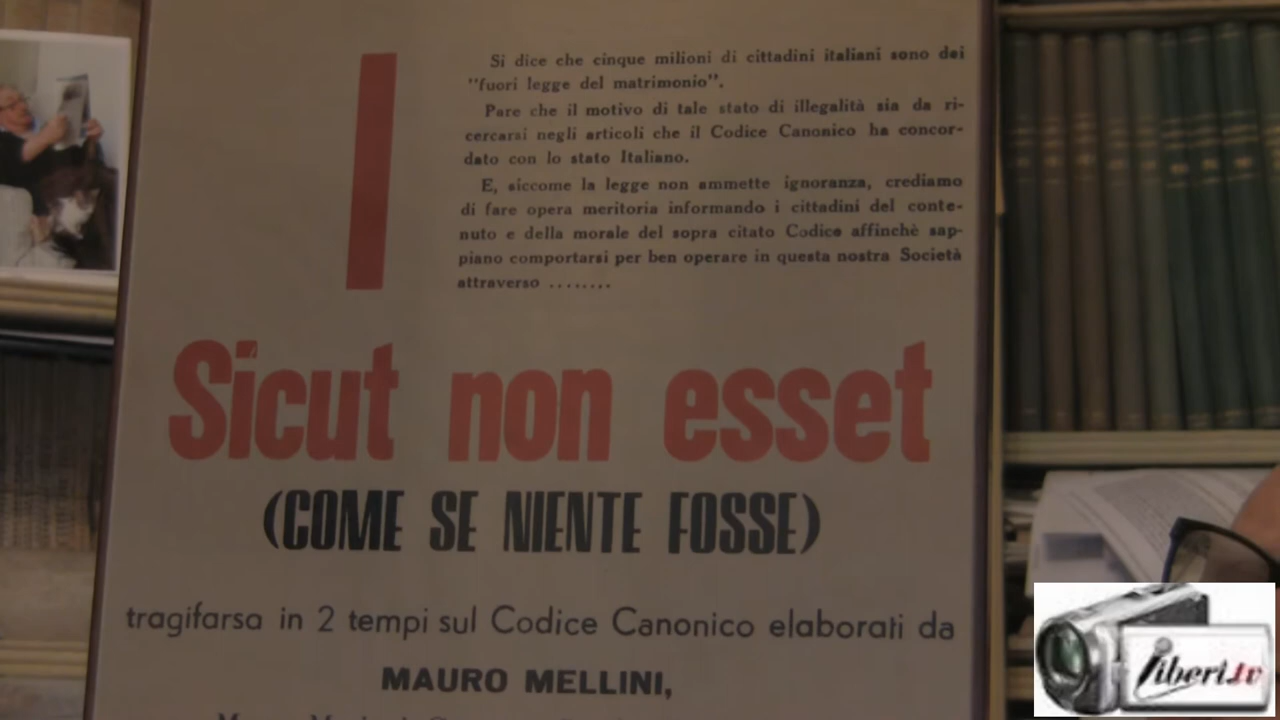 Si dice che cinque milioni di cittadini italiani sono dei
"fuori legge del matrimonio".
Pare che il motivo di tale stato di illegalità sia da ri-
cercarsi negli articoli che il Codice Canonico ha concor-
dato con lo stato Italiano.
E, siccome la legge non ammette ignoranza, crediamo
di fare opera meritoria informando i cittadini del conte-
nuto e della morale del sopra citato Codice affinchè sap-
piano comportarsi per ben operare in questa nostra Società
attraverso ........
Sicut non esset
(COME SE NIENTE FOSSE)
tragifarsa in 2 tempi sul Codice Canonico elaborati da
MAURO MELLINI,
liberi.tv